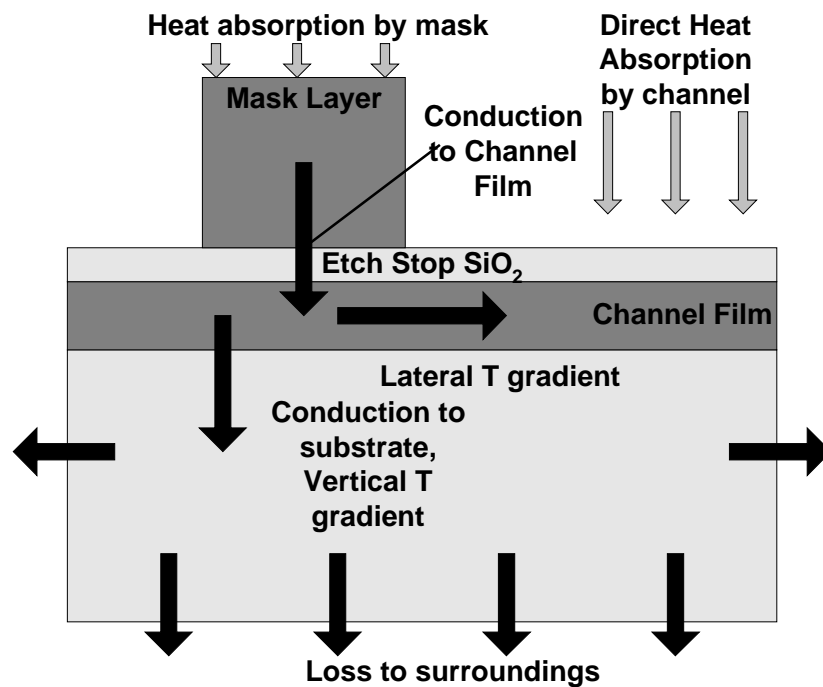 Heat absorption by mask
Direct Heat
Absorption
by channel
Mask Layer
Conduction
to Channel
Film
Etch Stop SiO₂
Channel Film
Lateral T gradient
Conduction to
substrate,
Vertical T
gradient
Loss to surroundings